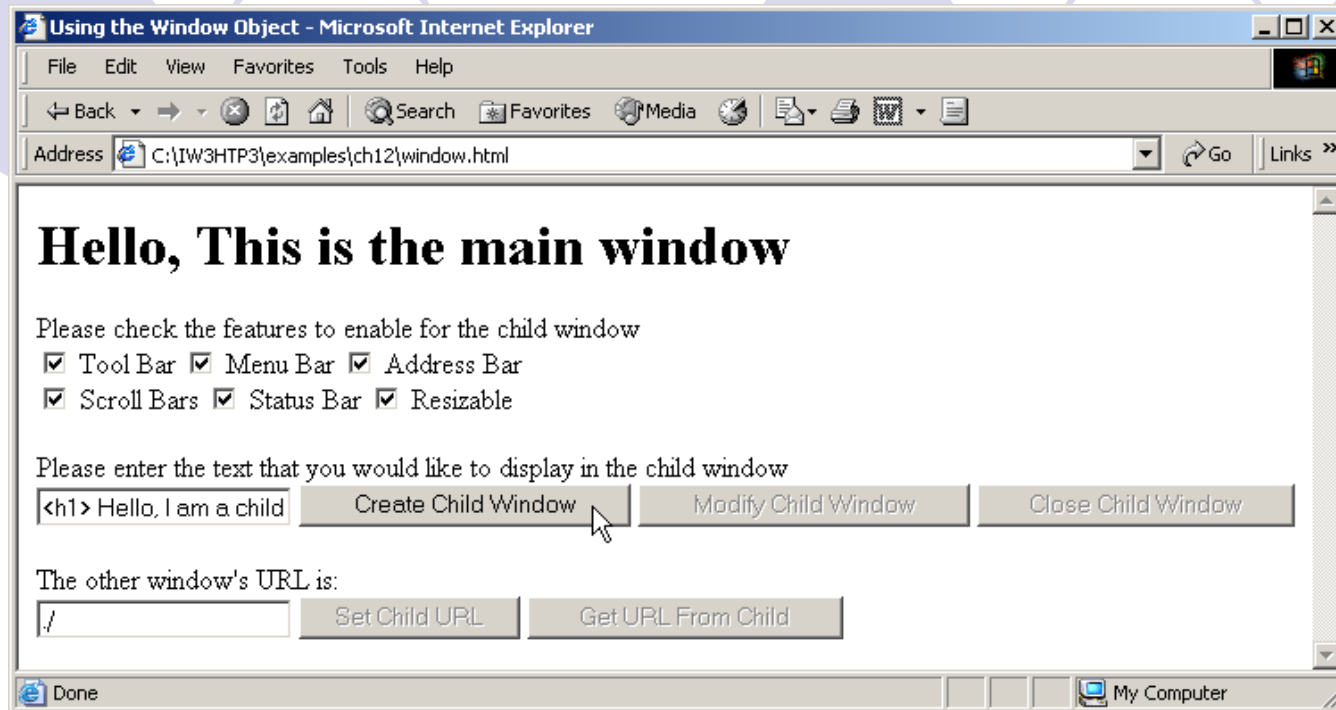 Using the Window Object - Microsoft Internet Explorer
File Edit View Favorites Tools Help
Back Search Favorites Media
Address C:\IW3HTP3\examples\ch12\window.html Go Links »
Hello, This is the main window
Please check the features to enable for the child window
Tool Bar Menu Bar Address Bar
Scroll Bars Status Bar Resizable
Please enter the text that you would like to display in the child window
<h1> Hello, I am a child Create Child Window Modify Child Window Close Child Window
The other window's URL is:
./ Set Child URL Get URL From Child
Done My Computer